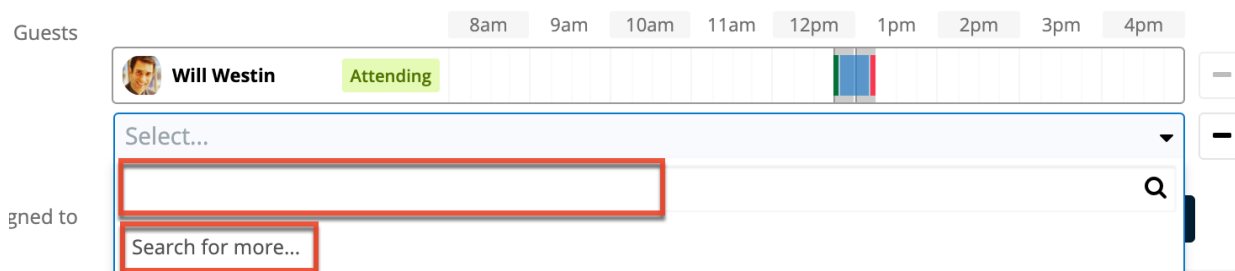 Guests 8am 9am 10am 11am 12pm 1pm 2pm 3pm 4pm
Will Westin Attending
Select...
gned to
Search for more...